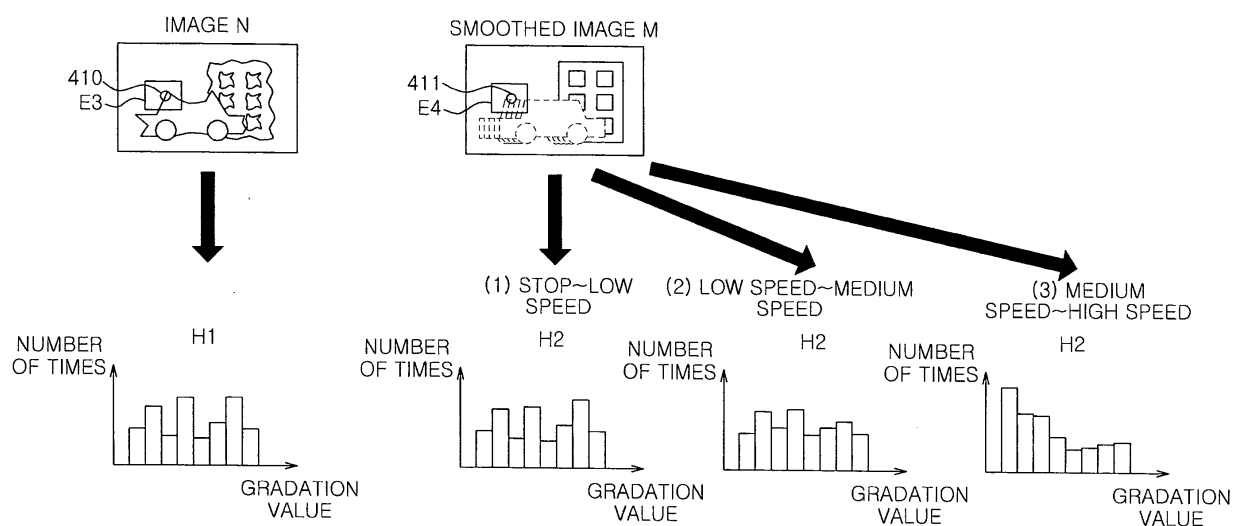 IMAGE N
SMOOTHED IMAGE M
410
E3
411
E4
(1) STOP~LOW
SPEED
(2) LOW SPEED~MEDIUM
SPEED
(3) MEDIUM
SPEED~HIGH SPEED
H1
H2
H2
H2
NUMBER
OF TIMES
NUMBER
OF TIMES
NUMBER
OF TIMES
NUMBER
OF TIMES
GRADATION
VALUE
GRADATION
VALUE
GRADATION
VALUE
GRADATION
VALUE